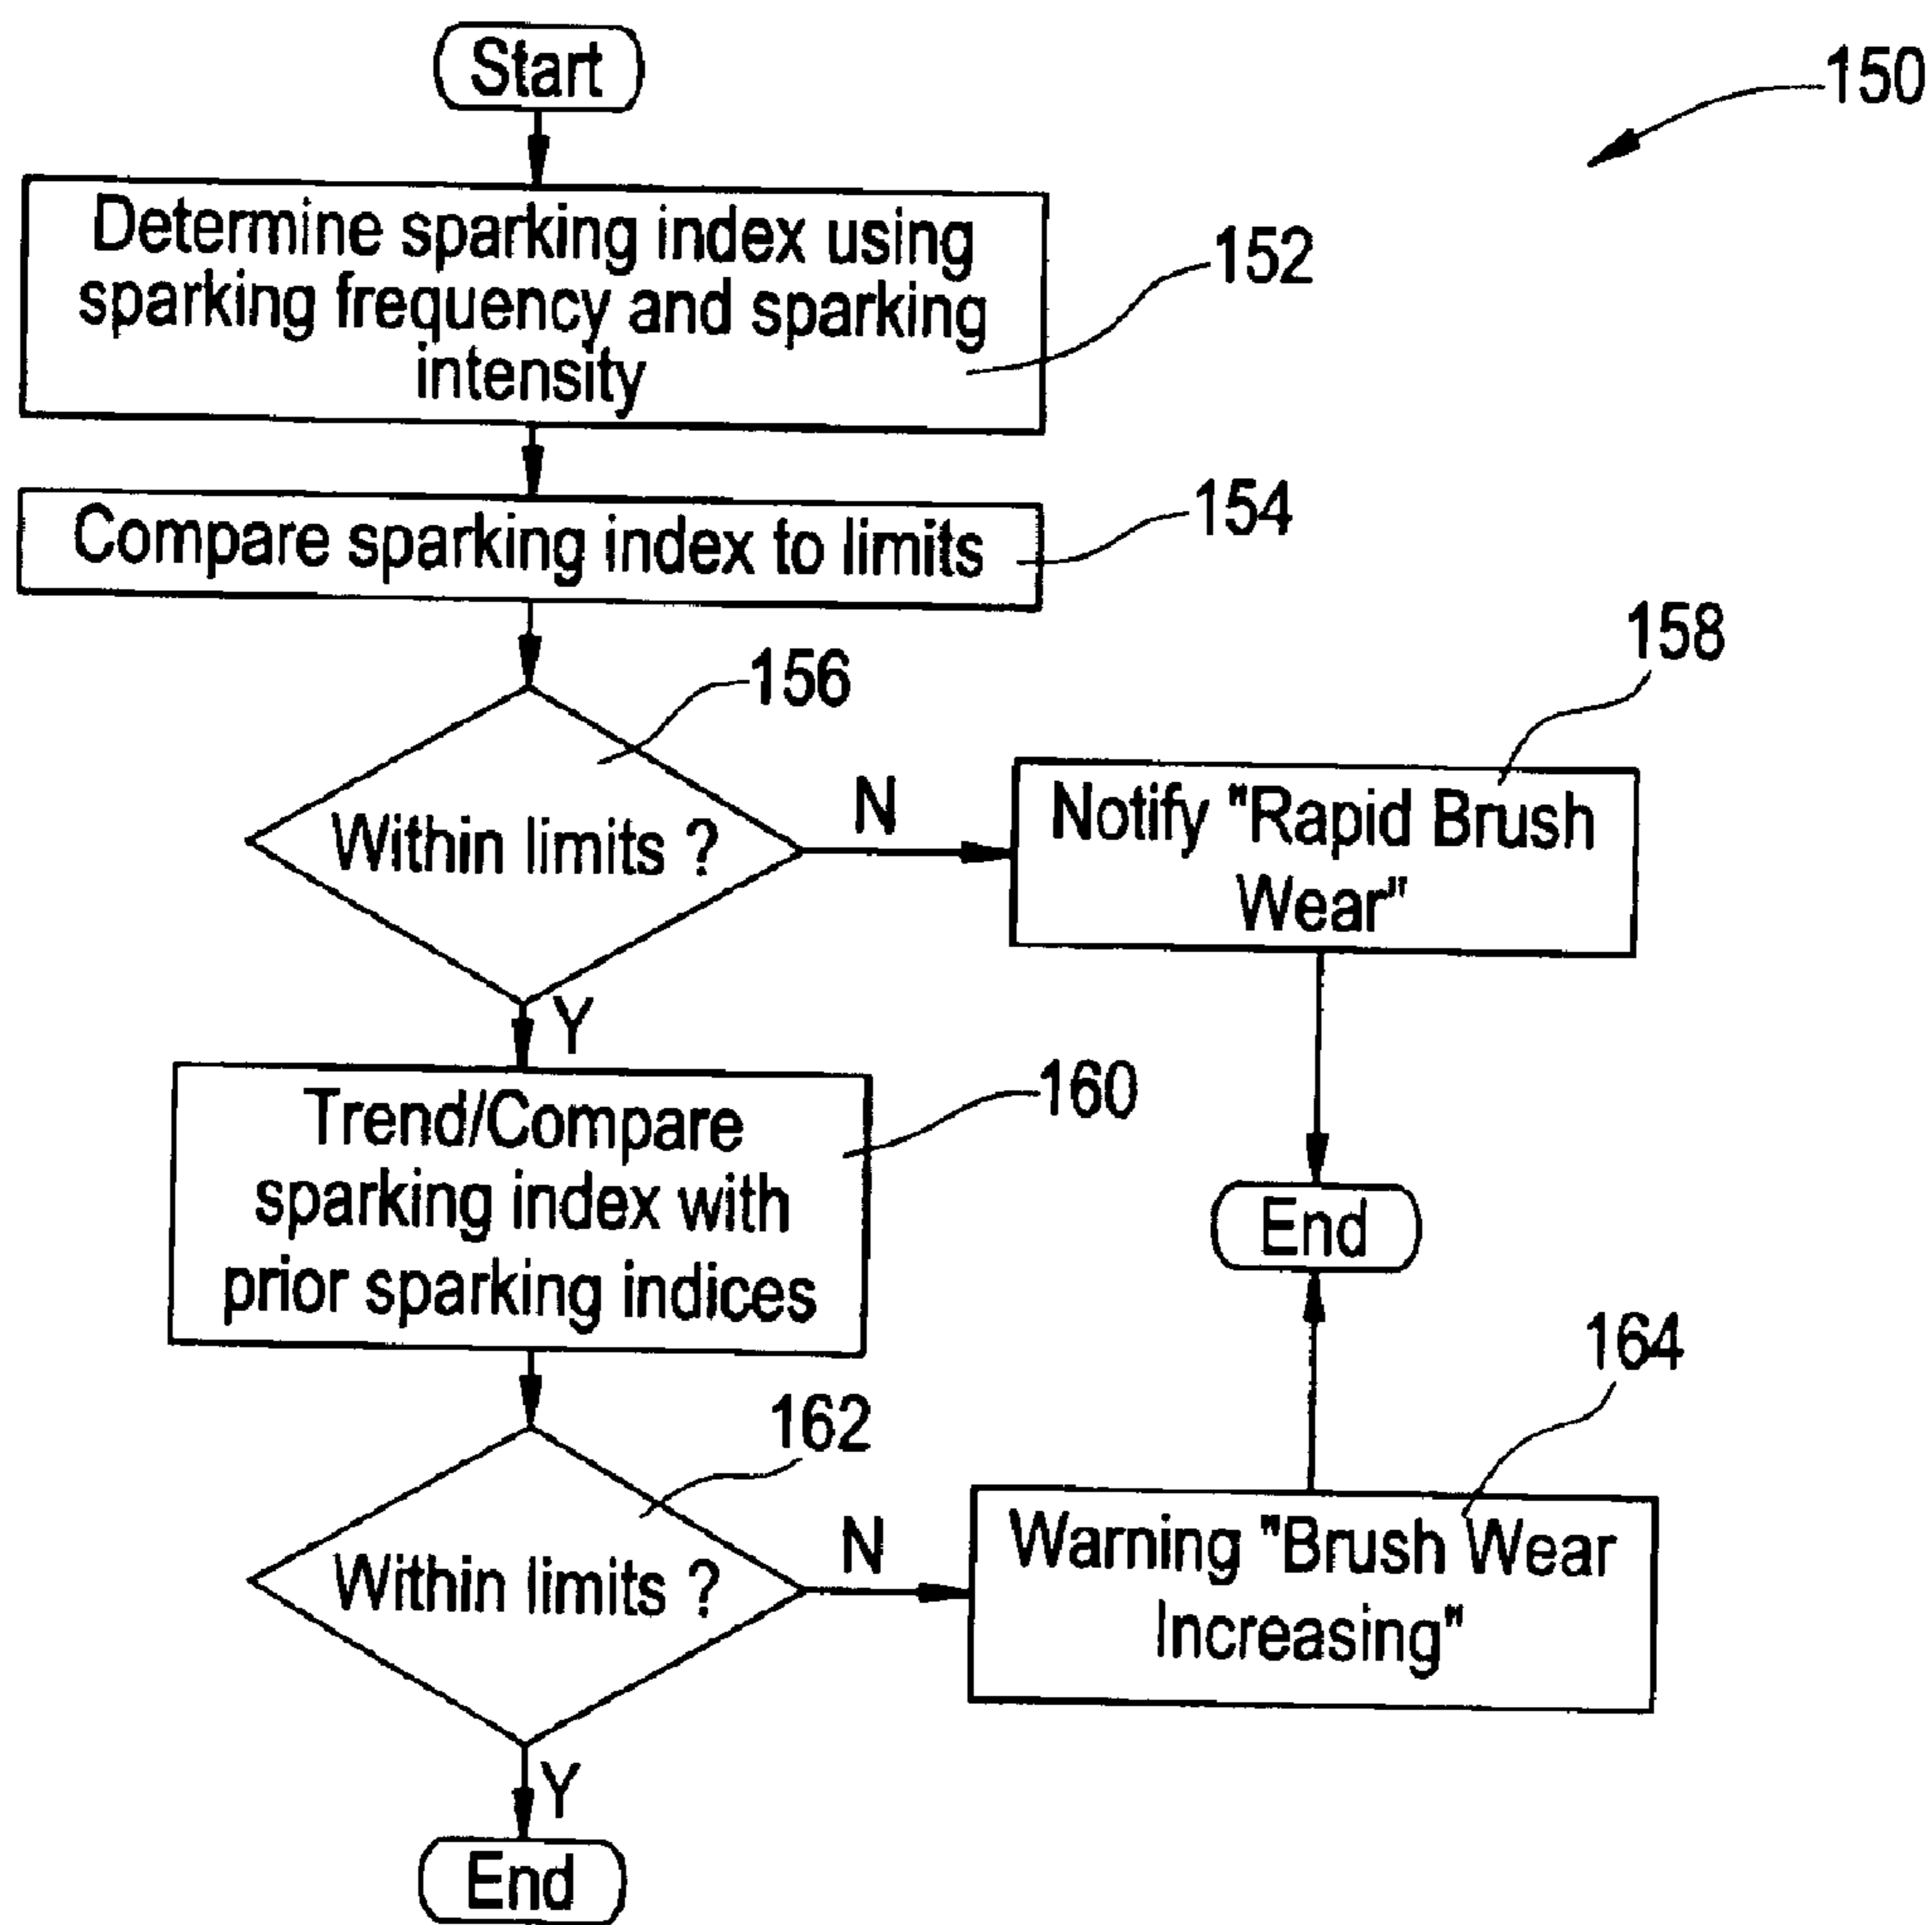 Start
150
Determine sparking index using
sparking frequency and sparking
intensity
152
Compare sparking index to limits
154
156
Within limits ?
N
Y
158
Notify "Rapid Brush
Wear"
160
Trend/Compare
sparking index with
prior sparking indices
End
162
Within limits ?
N
Y
164
Warning "Brush Wear
Increasing"
End